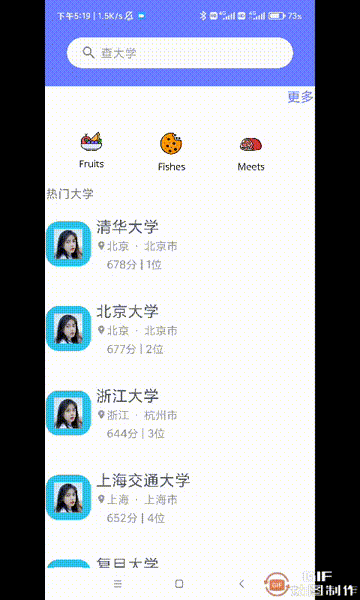 下午5:19 | 1.5K/s
73%
查大学
更多
Fruits
Fishes
Meets
热门大学
清华大学
北京 · 北京市
678分 | 1位
北京大学
北京 · 北京市
677分 | 2位
浙江大学
浙江 · 杭州市
644分 | 3位
上海交通大学
上海 · 上海市
652分 | 4位
复旦大学
GIF
GIF
动图制作